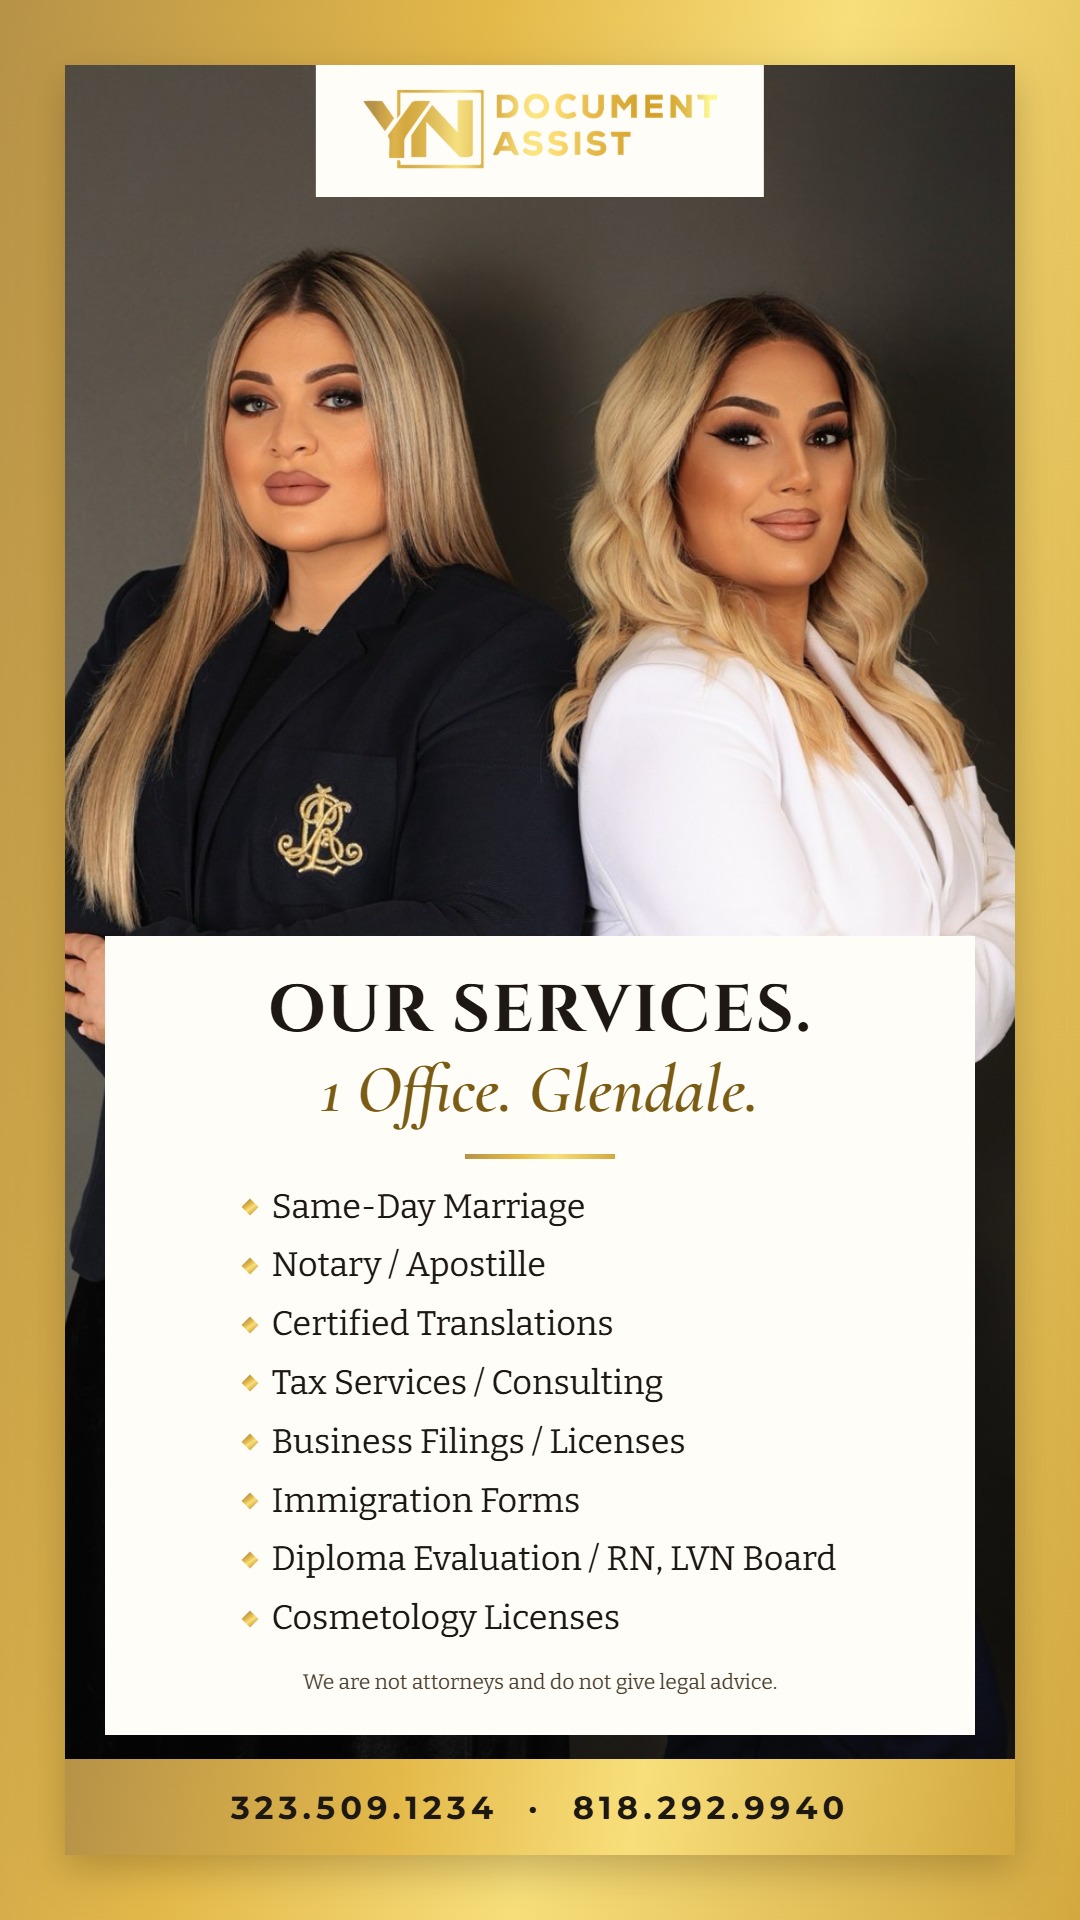 YN DOCUMENT
ASSIST
OUR SERVICES.
1 Office. Glendale.
Same-Day Marriage
Notary / Apostille
Certified Translations
Tax Services / Consulting
Business Filings / Licenses
Immigration Forms
Diploma Evaluation / RN, LVN Board
Cosmetology Licenses
We are not attorneys and do not give legal advice.
323.509.1234 · 818.292.9940